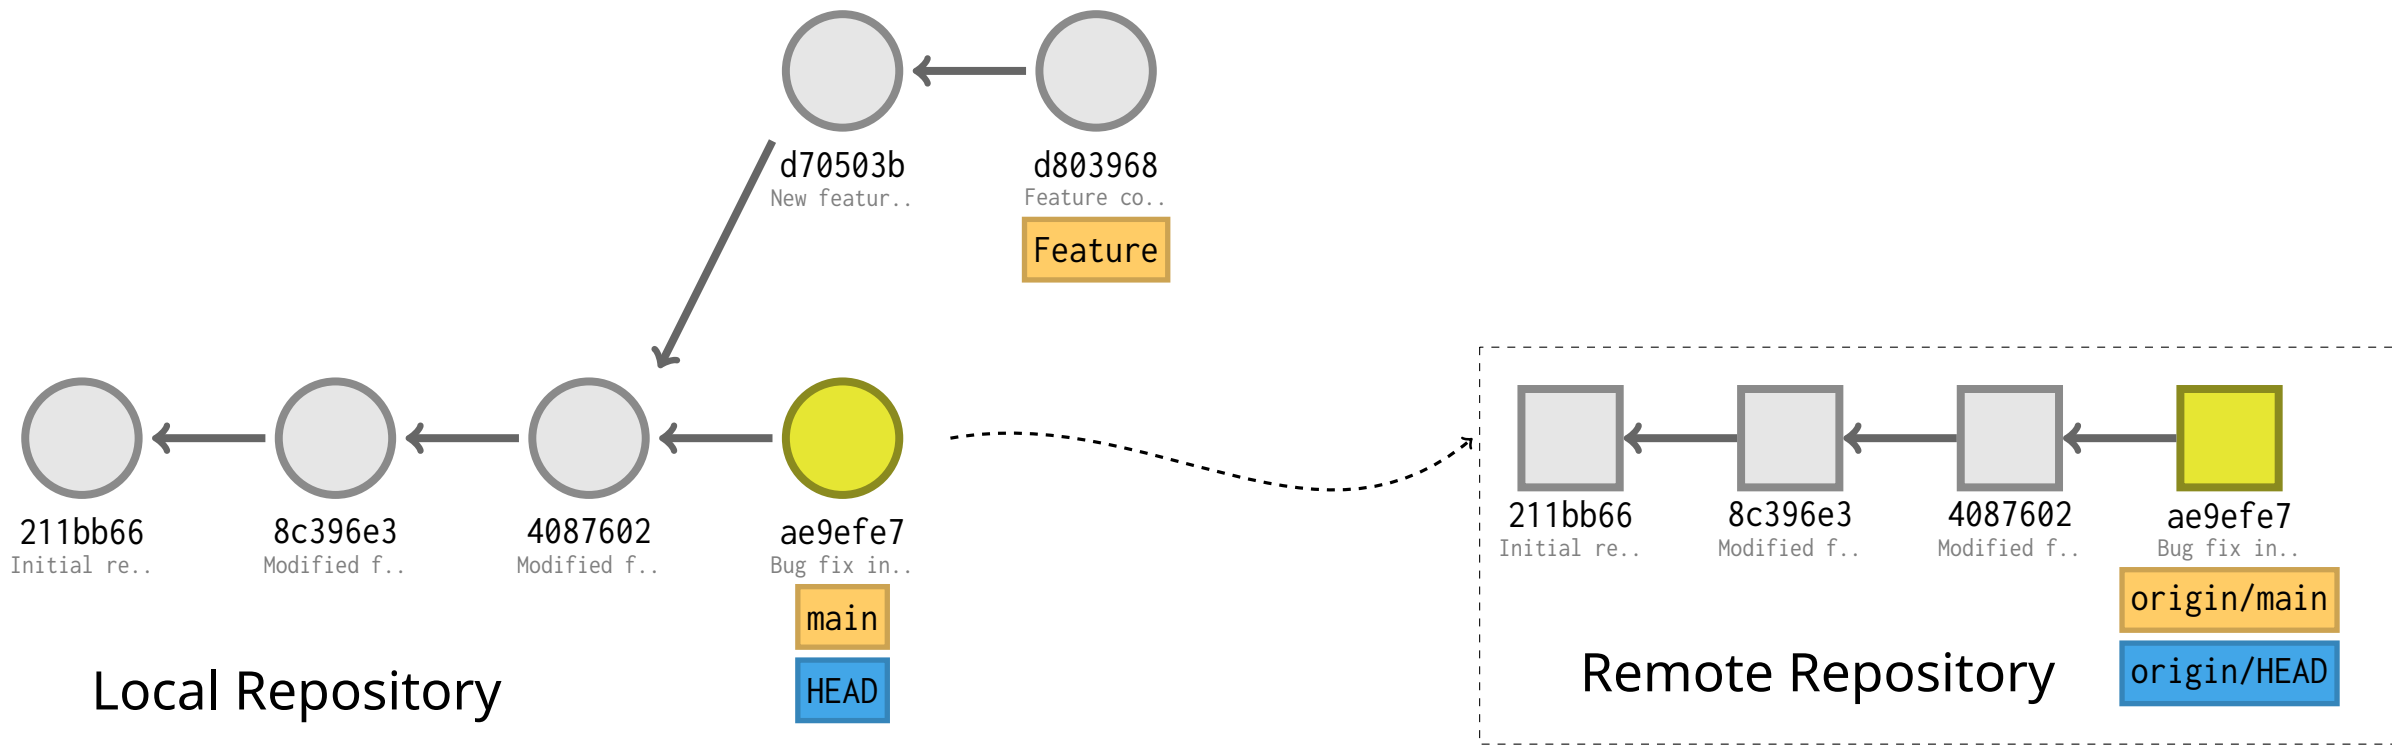 d70503b
New featur..
d803968
Feature co..
Feature
211bb66
Initial re..
8c396e3
Modified f..
4087602
Modified f..
ae9efe7
Bug fix in..
main
HEAD
Local Repository
211bb66
Initial re..
8c396e3
Modified f..
4087602
Modified f..
ae9efe7
Bug fix in..
origin/main
origin/HEAD
Remote Repository